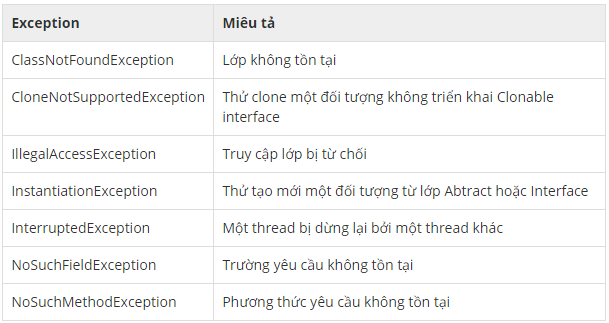 Exception Miêu tả
ClassNotFoundException Lớp không tồn tại
CloneNotSupportedException Thử clone một đối tượng không triển khai Clonable
interface
IllegalAccessException Truy cập lớp bị từ chối
InstantiationException Thử tạo mới một đối tượng từ lớp Abtract hoặc Interface
InterruptedException Một thread bị dừng lại bởi một thread khác
NoSuchFieldException Trường yêu cầu không tồn tại
NoSuchMethodException Phương thức yêu cầu không tồn tại